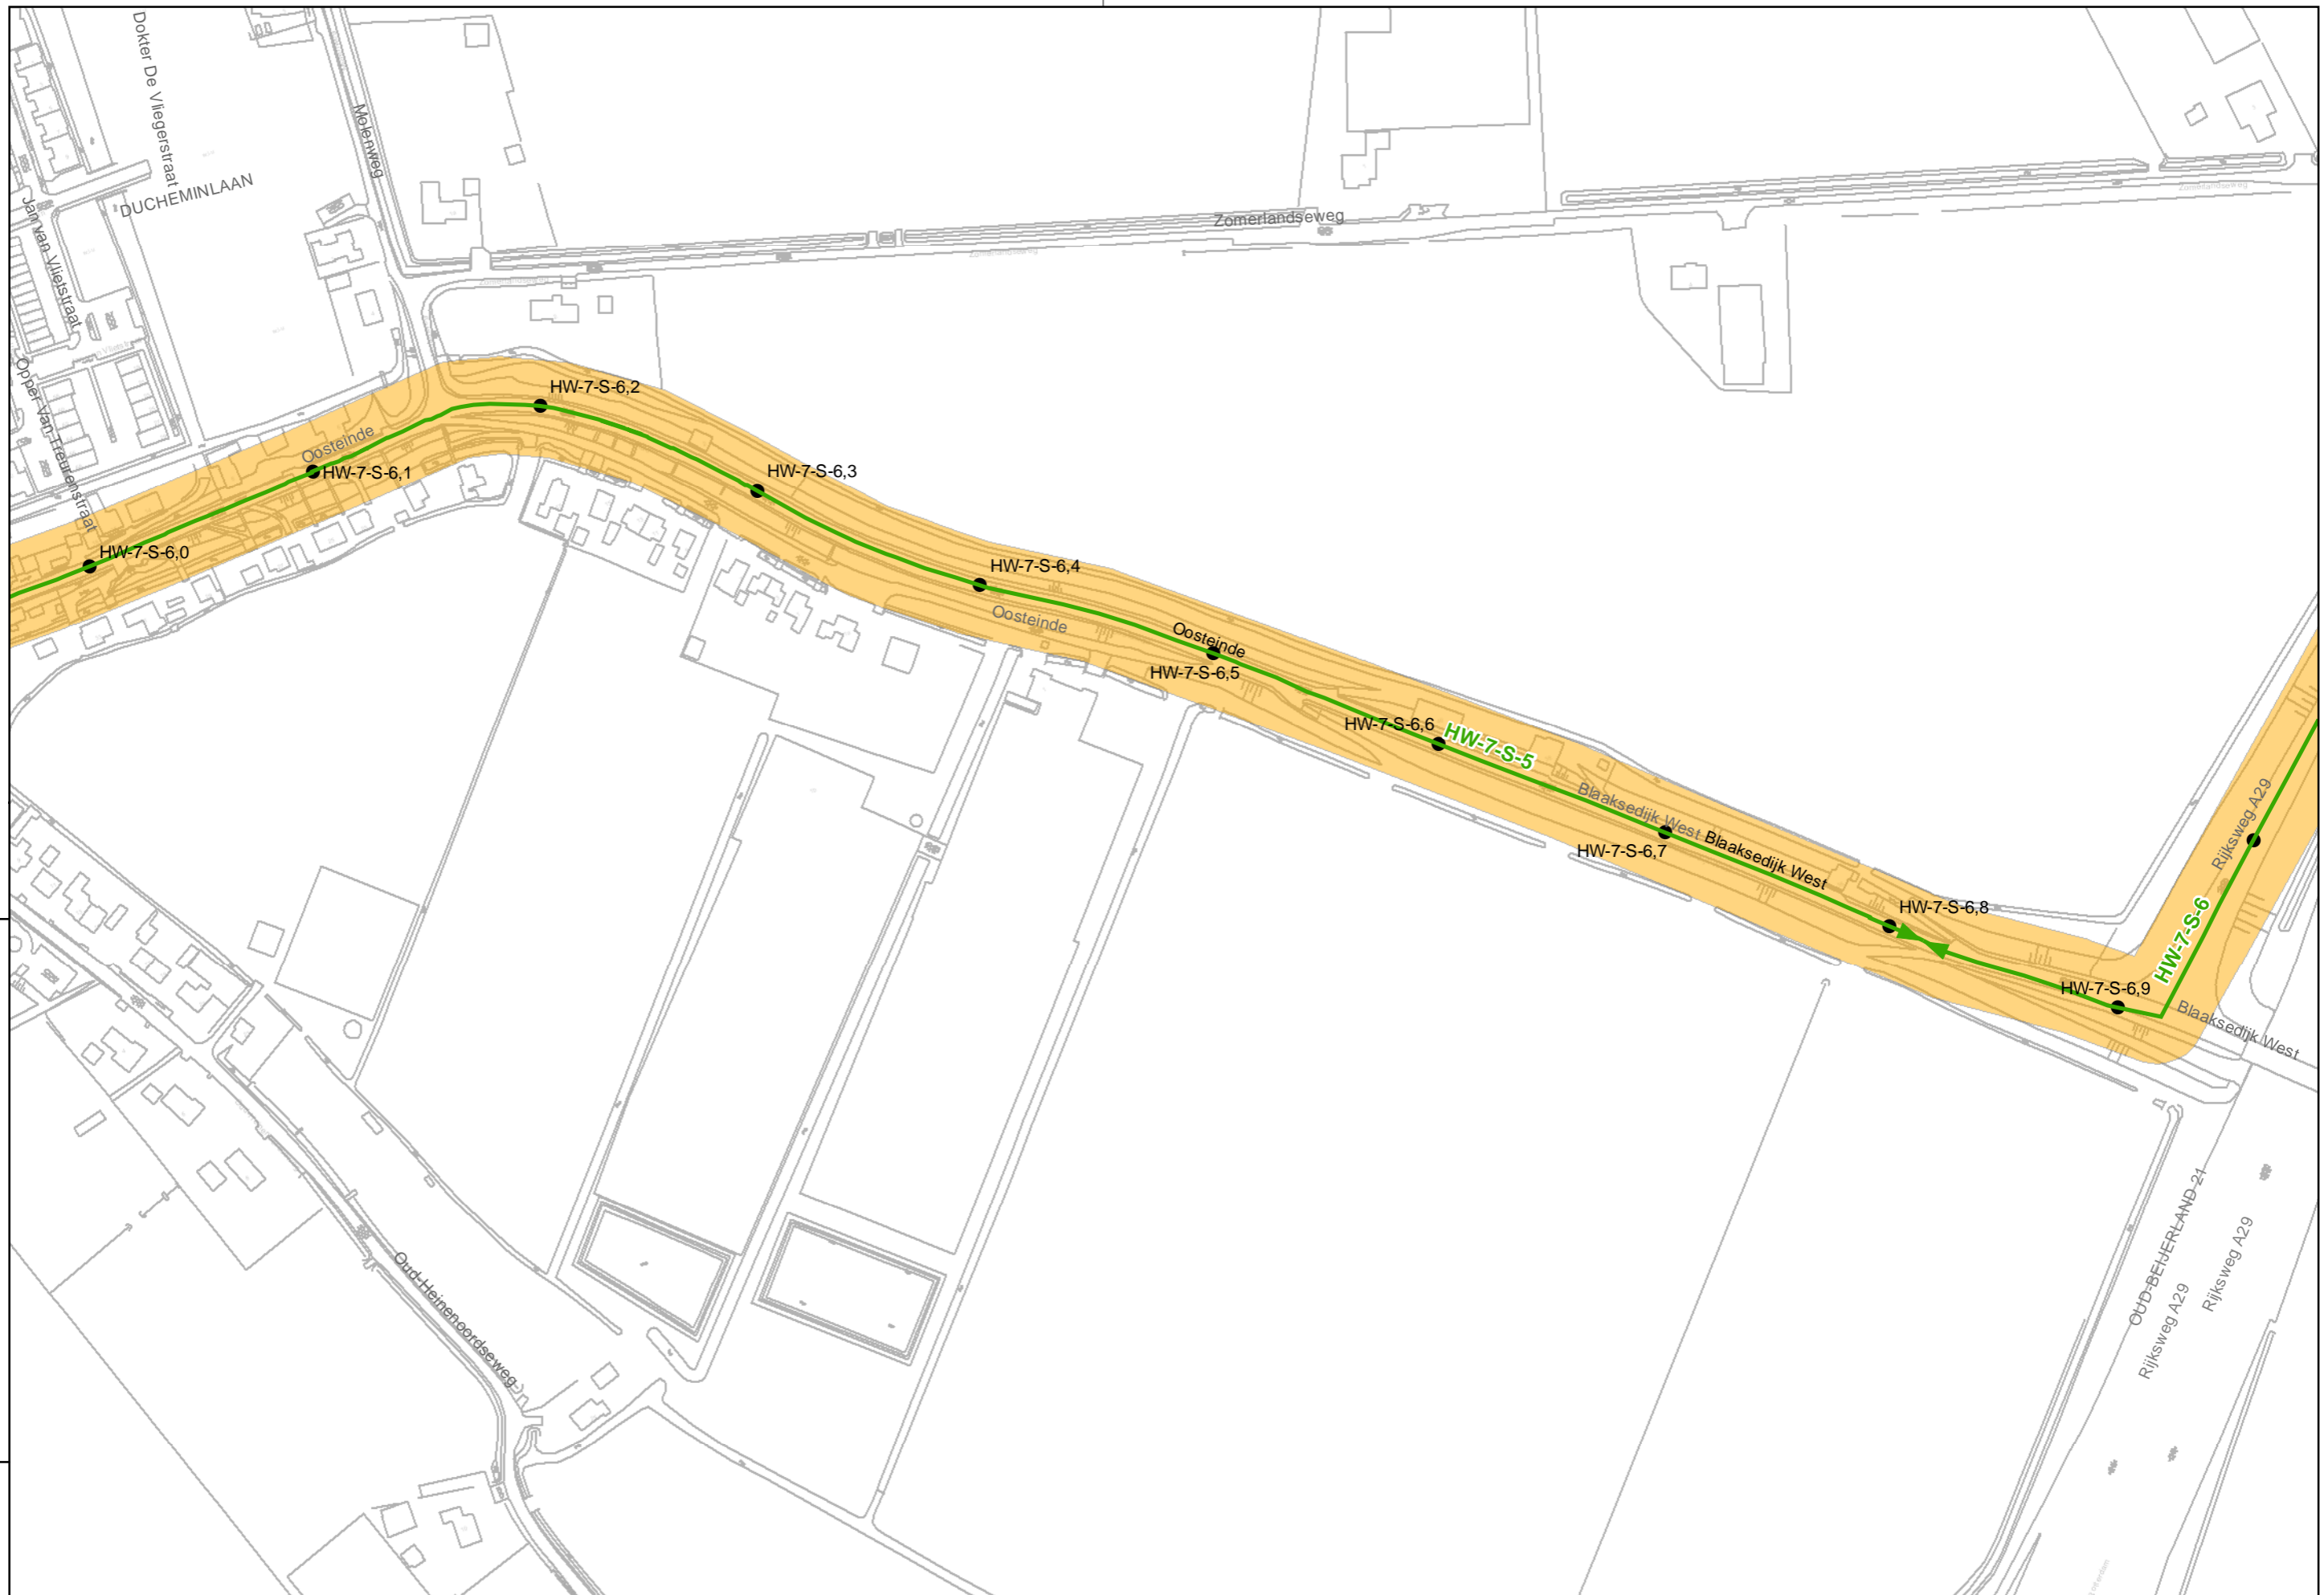 Dokter De Vliegerstraat
Molenweg
DUCHEMINLAAN
Jan van Vlietstraat
Zomerlandseweg
Zomerlandseweg
Zomerlandseweg
Zomerlandseweg
Opper Van Treurenstraat
HW-7-S-6,2
Oosteinde
HW-7-S-6,1
HW-7-S-6,3
HW-7-S-6,0
HW-7-S-6,4
Oosteinde
Oosteinde
HW-7-S-6,5
HW-7-S-6,6
HW-7-S-5
Blaaksedijk West
Blaaksedijk West
HW-7-S-6,7
Rijksweg A29
HW-7-S-6,8
HW-7-S-6
HW-7-S-6,9
Blaaksedijk West
OUD-BEIJERLAND 21
Rijksweg A29
Rijksweg A29
Oud-Heinenoordseweg